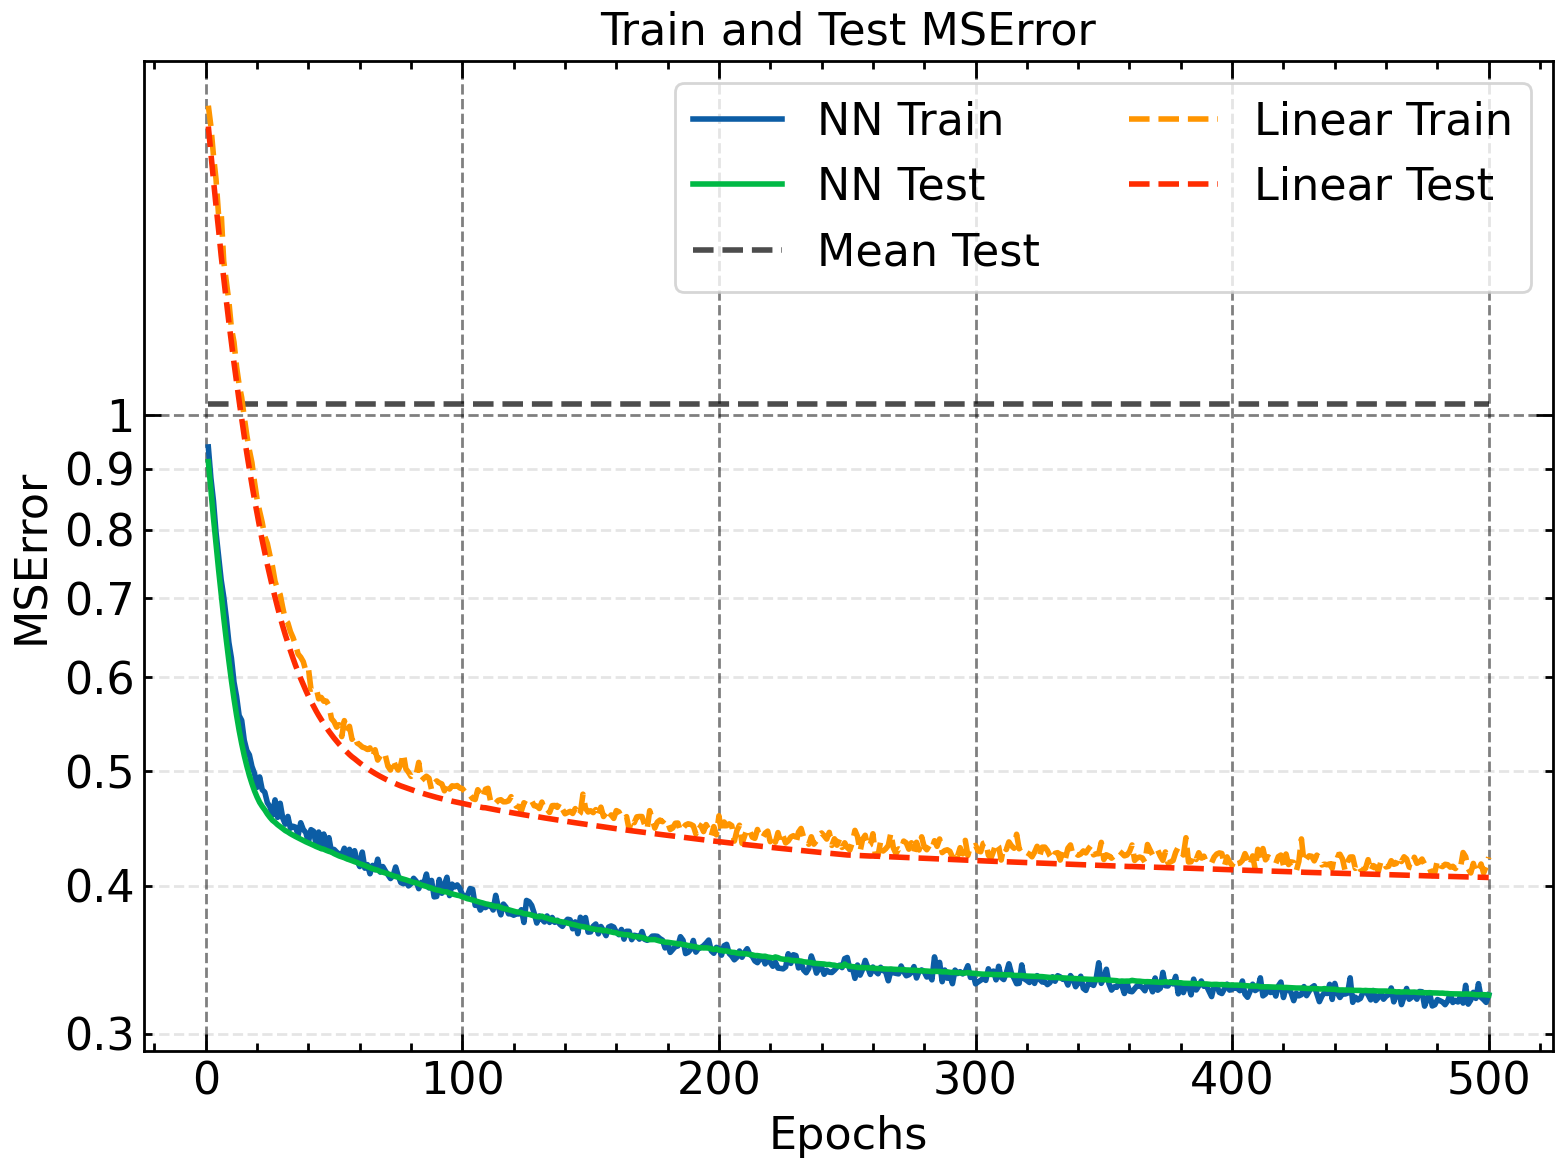 Train and Test MSError
NN Train
NN Test
Mean Test
Linear Train
Linear Test
MSError
1
0.9
0.8
0.7
0.6
0.5
0.4
0.3
0 100 200 300 400 500
Epochs